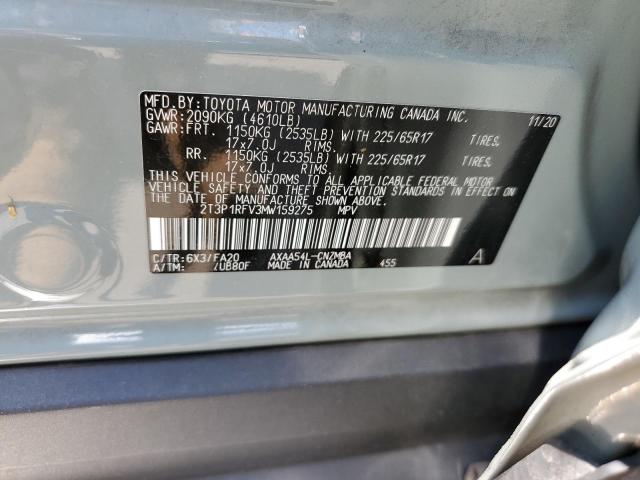 MFD. BY: TOYOTA MOTOR MANUFACTURING CANADA INC. 11/20
GVWR: 2090KG (4610LB)
GAWR: FRT. 1150KG (2535LB) WITH 225/65R17 TIRES.
17x7.0J RIMS.
RR. 1150KG (2535LB) WITH 225/65R17 TIRES.
17x7.0J RIMS.
THIS VEHICLE CONFORMS TO ALL APPLICABLE FEDERAL MOTOR
VEHICLE SAFETY AND THEFT PREVENTION STANDARDS IN EFFECT ON
THE DATE OF MANUFACTURE SHOWN ABOVE.
2T3P1RFV3MW159275 MPV
C/TR: 6X3/FA20 AXAA54L-CNZMBA A
A/TM: /UB80F MADE IN CANADA 455